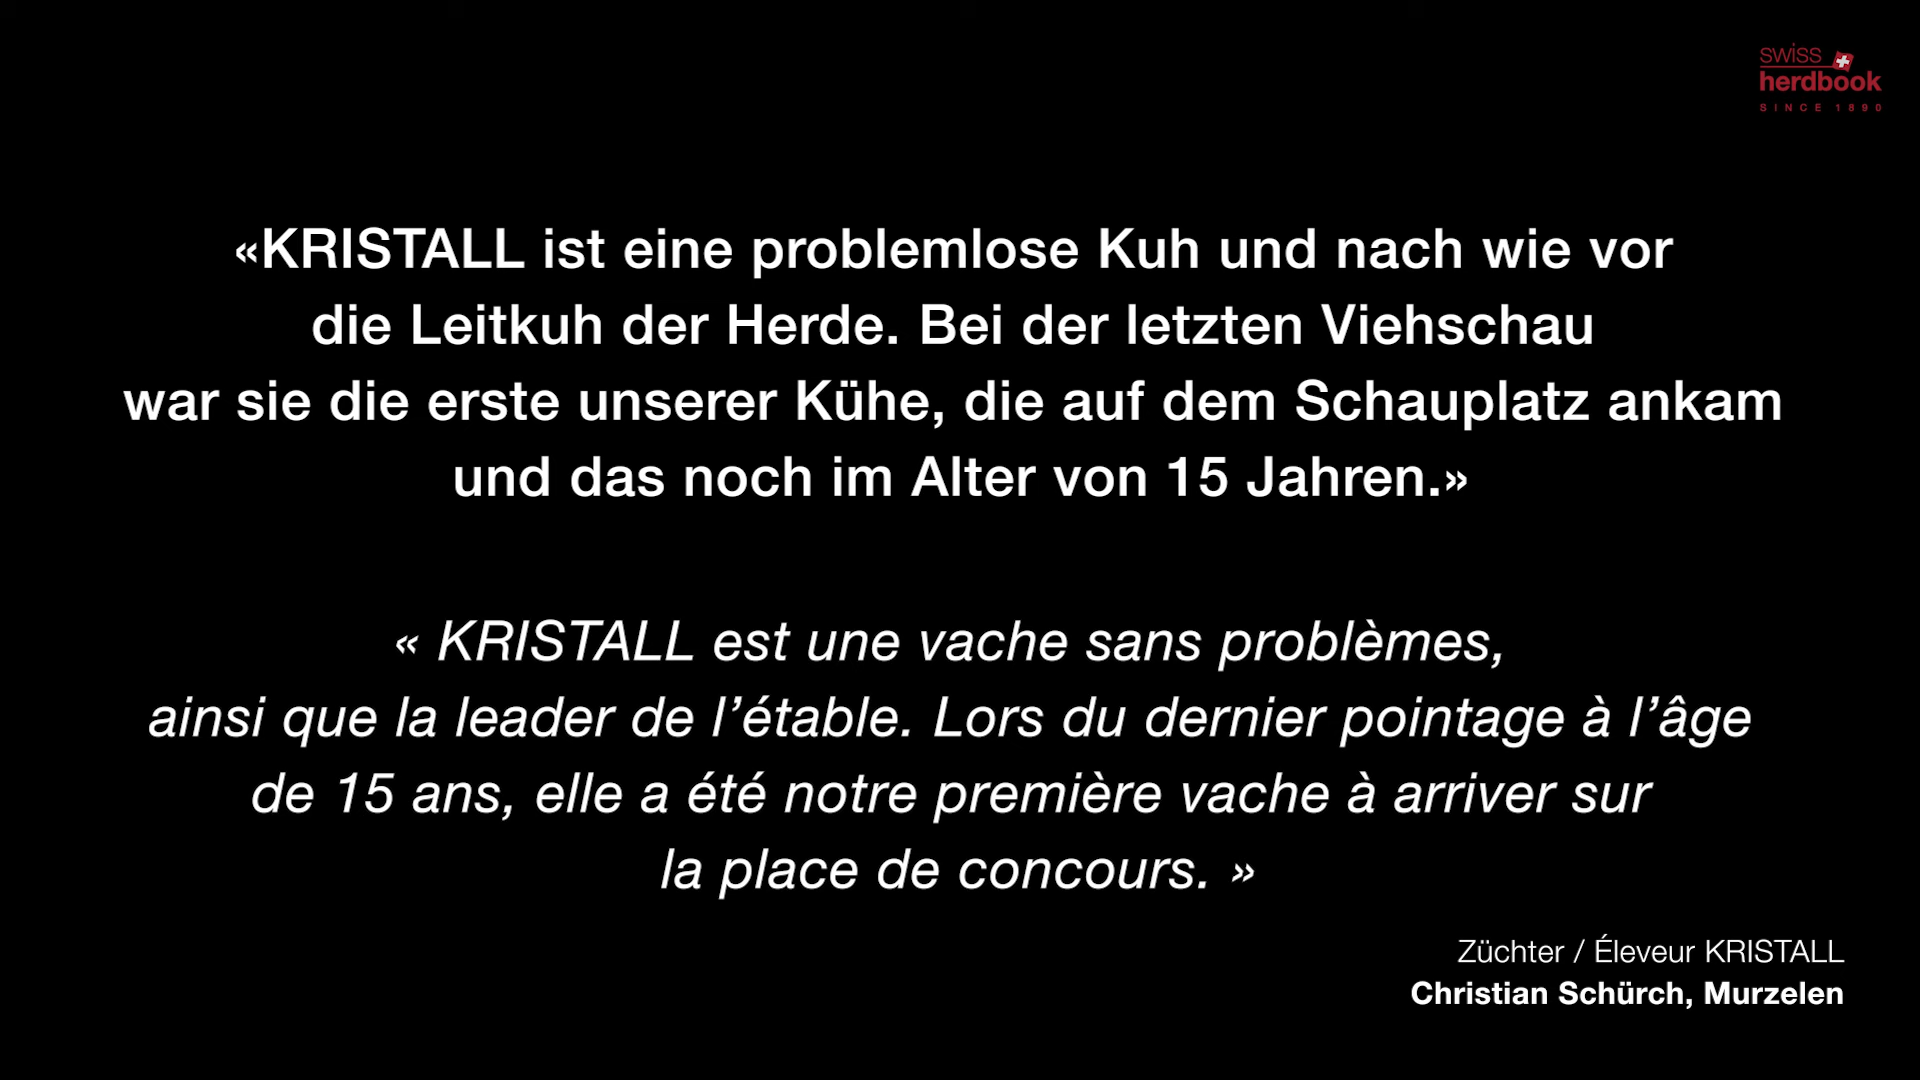 swiss
herdbook
SINCE 1890
«KRISTALL ist eine problemlose Kuh und nach wie vor
die Leitkuh der Herde. Bei der letzten Viehschau
war sie die erste unserer Kühe, die auf dem Schauplatz ankam
und das noch im Alter von 15 Jahren.»
« KRISTALL est une vache sans problèmes,
ainsi que la leader de l’étable. Lors du dernier pointage à l’âge
de 15 ans, elle a été notre première vache à arriver sur
la place de concours. »
Züchter / Éleveur KRISTALL
Christian Schürch, Murzelen